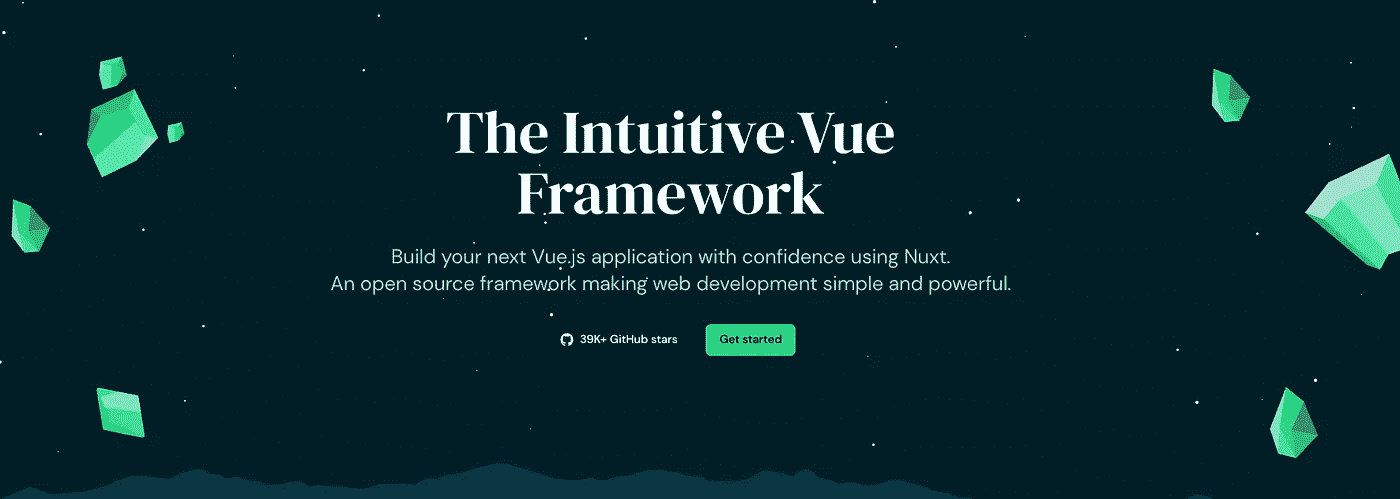 The Intuitive Vue
Framework
Build your next Vue.js application with confidence using Nuxt.
An open source framework making web development simple and powerful.
39K+ GitHub stars
Get started